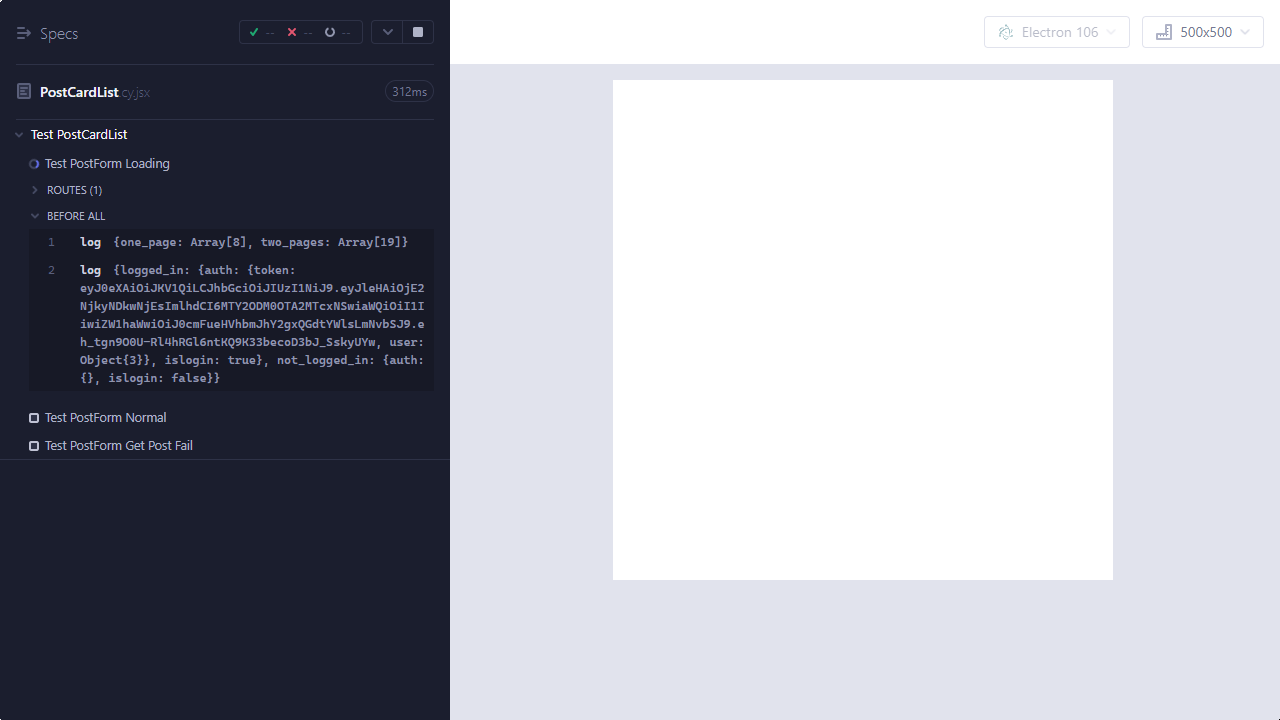 Specs
-- -- --
PostCardList.cy.jsx
312ms
Test PostCardList
Test PostForm Loading
ROUTES (1)
BEFORE ALL
1 log {one_page: Array[8], two_pages: Array[19]}
2 log {logged_in: {auth: {token:
eyJ0eXAiOiJKV1QiLCJhbGciOiJIUzI1NiJ9.eyJleHAiOjE2
NjkyNDkwNjEsImlhdCI6MTY2ODM0OTA2MTcxNSwiaWQiOiI1I
iwiZW1haWwiOiJ0cmFueHVhbmJhY2gxQGdtYWlsLmNvbSJ9.e
h_tgn9O0U-Rl4hRGl6ntKQ9K33becoD3bJ_SskyUYw, user:
Object{3}}, islogin: true}, not_logged_in: {auth:
{}, islogin: false}}
Test PostForm Normal
Test PostForm Get Post Fail
Electron 106
500x500